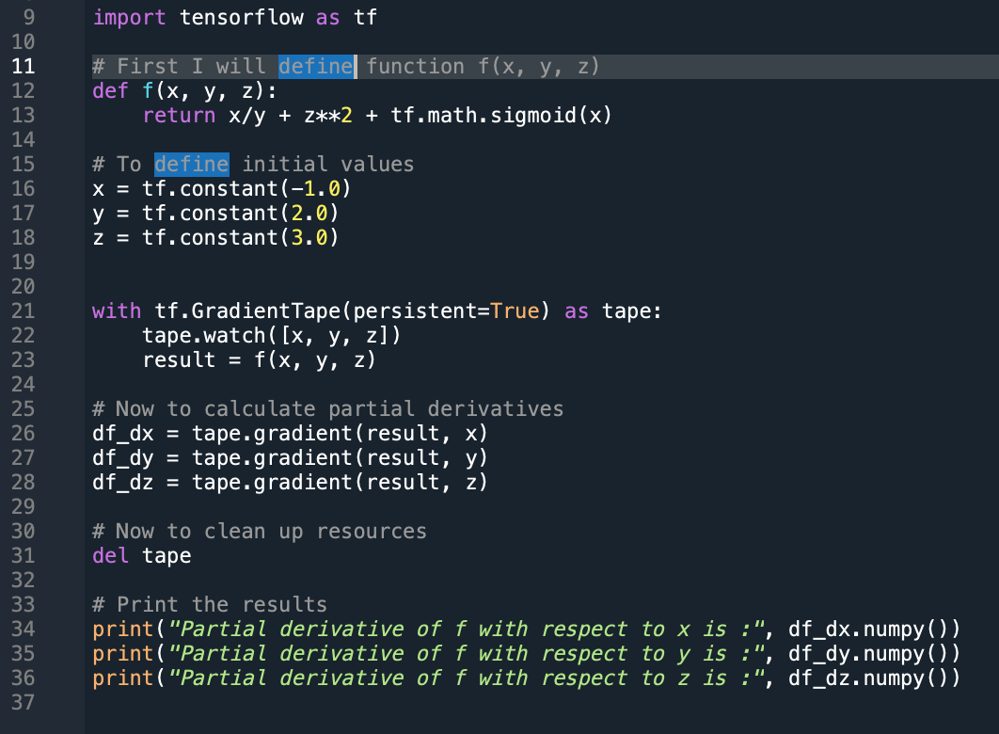 9 import tensorflow as tf
10
11 # First I will define function f(x, y, z)
12 def f(x, y, z):
13     return x/y + z**2 + tf.math.sigmoid(x)
14
15 # To define initial values
16 x = tf.constant(-1.0)
17 y = tf.constant(2.0)
18 z = tf.constant(3.0)
19
20
21 with tf.GradientTape(persistent=True) as tape:
22     tape.watch([x, y, z])
23     result = f(x, y, z)
24
25 # Now to calculate partial derivatives
26 df_dx = tape.gradient(result, x)
27 df_dy = tape.gradient(result, y)
28 df_dz = tape.gradient(result, z)
29
30 # Now to clean up resources
31 del tape
32
33 # Print the results
34 print("Partial derivative of f with respect to x is :", df_dx.numpy())
35 print("Partial derivative of f with respect to y is :", df_dy.numpy())
36 print("Partial derivative of f with respect to z is :", df_dz.numpy())
37